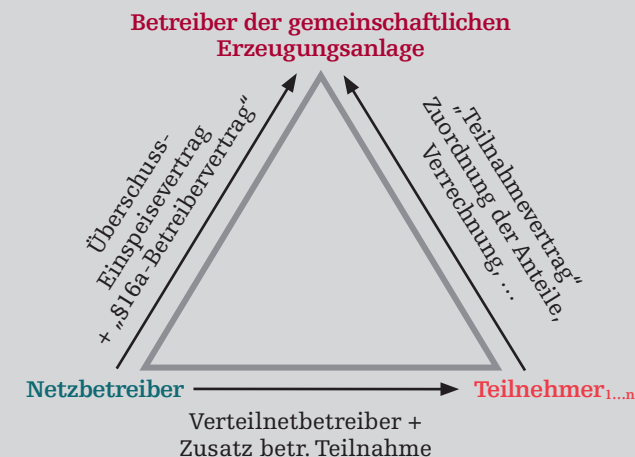 Betreiber der gemeinschaftlichen
Erzeugungsanlage
Überschuss-
Einspeisevertrag
+ „§16a-Betreibervertrag“
„Teilnahmevertrag“
Zuordnung der Anteile,
Verrechnung, ...
Netzbetreiber
Teilnehmer1...n
Verteilnetbetreiber +
Zusatz betr. Teilnahme